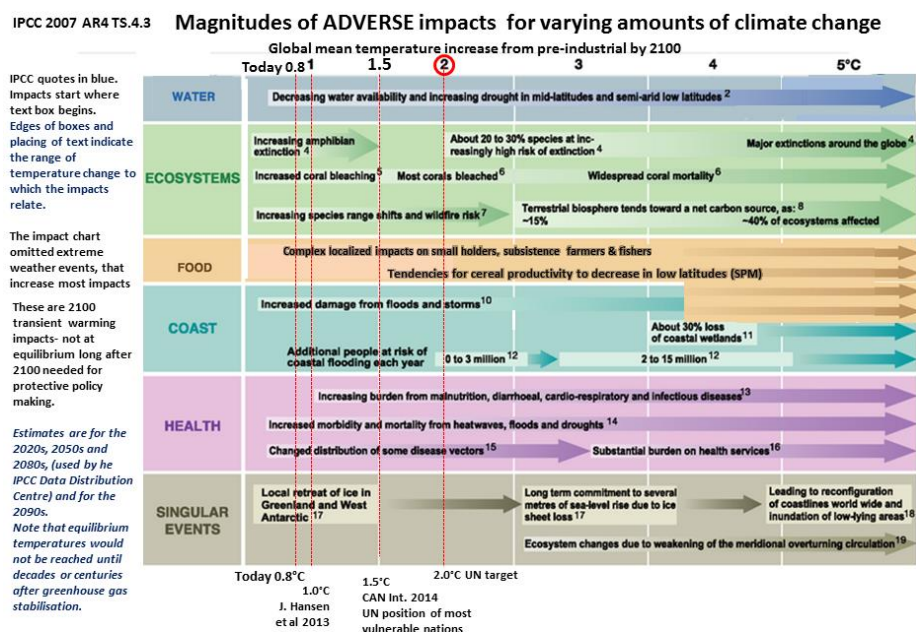 IPCC 2007 AR4 TS.4.3
Magnitudes of ADVERSE impacts for varying amounts of climate change
Global mean temperature increase from pre-industrial by 2100
Today 0.8 1 1.5 2 3 4 5°C
IPCC quotes in blue.
Impacts start where
text box begins.
Edges of boxes and
placing of text indicate
the range of
temperature change to
which the impacts
relate.
The impact chart
omitted extreme
weather events, that
increase most impacts
These are 2100
transient warming
impacts- not at
equilibrium long after
2100 needed for
protective policy
making.
Estimates are for the
2020s, 2050s and
2080s, (used by he
IPCC Data Distribution
Centre) and for the
2090s.
Note that equilibrium
temperatures would
not be reached until
decades or centuries
after greenhouse gas
stabilisation.
WATER
Decreasing water availability and increasing drought in mid-latitudes and semi-arid low latitudes 2
ECOSYSTEMS
Increasing amphibian
extinction 4
About 20 to 30% species at inc-
reasingly high risk of extinction 4
Major extinctions around the globe 4
Increased coral bleaching 5
Most corals bleached 6
Widespread coral mortality 6
Increasing species range shifts and wildfire risk 7
Terrestrial biosphere tends toward a net carbon source, as: 8
~15%
~40% of ecosystems affected
FOOD
Complex localized impacts on small holders, subsistence farmers & fishers
Tendencies for cereal productivity to decrease in low latitudes (SPM)
COAST
Increased damage from floods and storms 10
About 30% loss
of coastal wetlands 11
Additional people at risk of
coastal flooding each year
0 to 3 million 12
2 to 15 million 12
HEALTH
Increasing burden from malnutrition, diarrhoeal, cardio-respiratory and infectious diseases 13
Increased morbidity and mortality from heatwaves, floods and droughts 14
Changed distribution of some disease vectors 15
Substantial burden on health services 16
SINGULAR
EVENTS
Local retreat of ice in
Greenland and West
Antarctic 17
Long term commitment to several
metres of sea-level rise due to ice
sheet loss 17
Leading to reconfiguration
of coastlines world wide and
inundation of low-lying areas 18
Ecosystem changes due to weakening of the meridional overturning circulation 19
Today 0.8°C
1.0°C
J. Hansen
et al 2013
1.5°C
CAN Int. 2014
UN position of most
vulnerable nations
2.0°C UN target